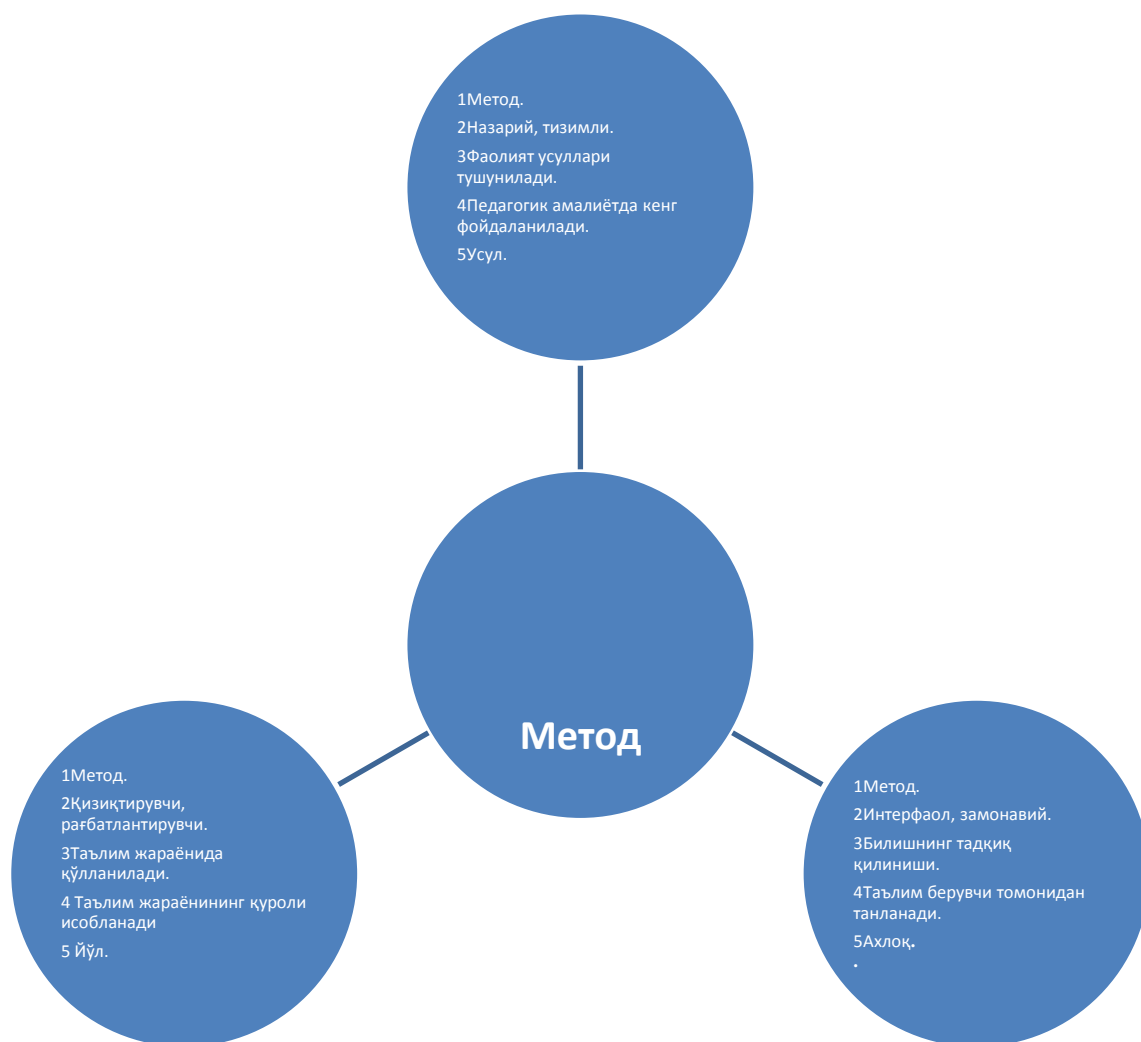 1Метод.
2Назарий, тизимли.
3Фаолият усуллари
тушунилади.
4Педагогик амалиётда кенг
фойдаланилади.
5Усул.
Метод
1Метод.
2Қизиқтирувчи,
рағбатлантирувчи.
3Таълим жараёнида
қўлланилади.
4 Таълим жараёнининг қуроли
исобланади
5 Йўл.
1Метод.
2Интерфаол, замонавий.
3Билишнинг тадқиқ
қилиниши.
4Таълим берувчи томонидан
танланади.
5Ахлоқ.
.